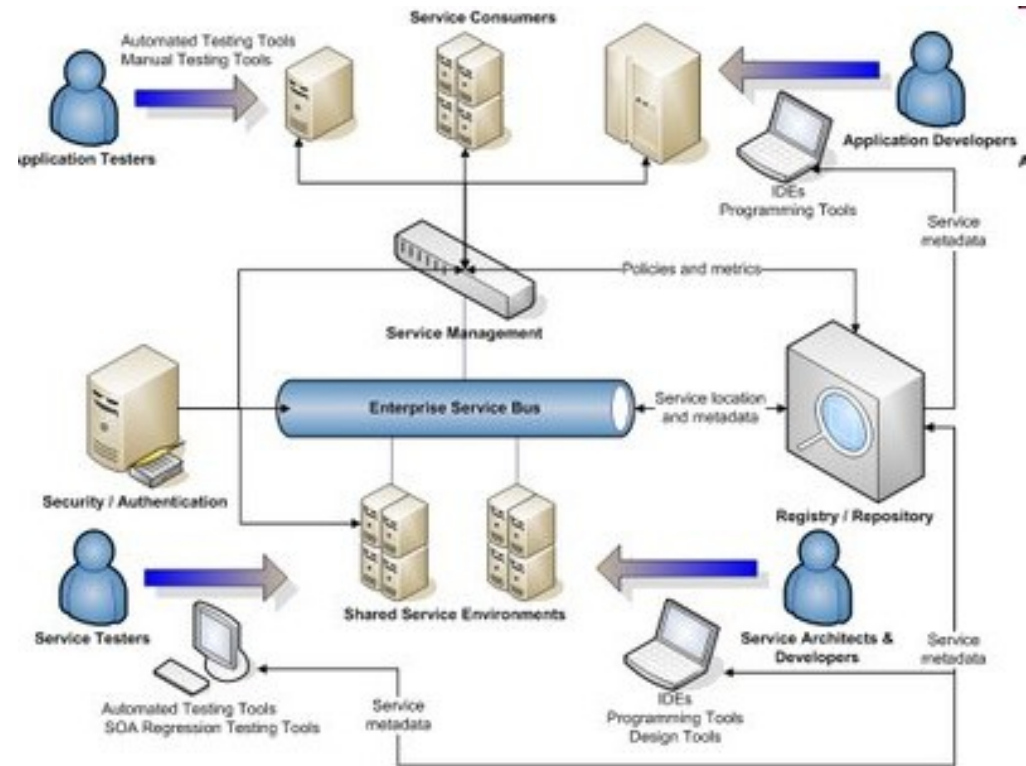 Service Consumers
Automated Testing Tools
Manual Testing Tools
pplication Testers
Application Developers
A
IDEs
Programming Tools
Service
metadata
Policies and metrics
Service Management
Enterprise Service Bus
Service location
and metadata
Security / Authentication
Registry / Repository
Shared Service Environments
Service Testers
Service Architects &
Developers
Service
metadata
Automated Testing Tools
SOA Regression Testing Tools
Service
metadata
IDEs
Programming Tools
Design Tools